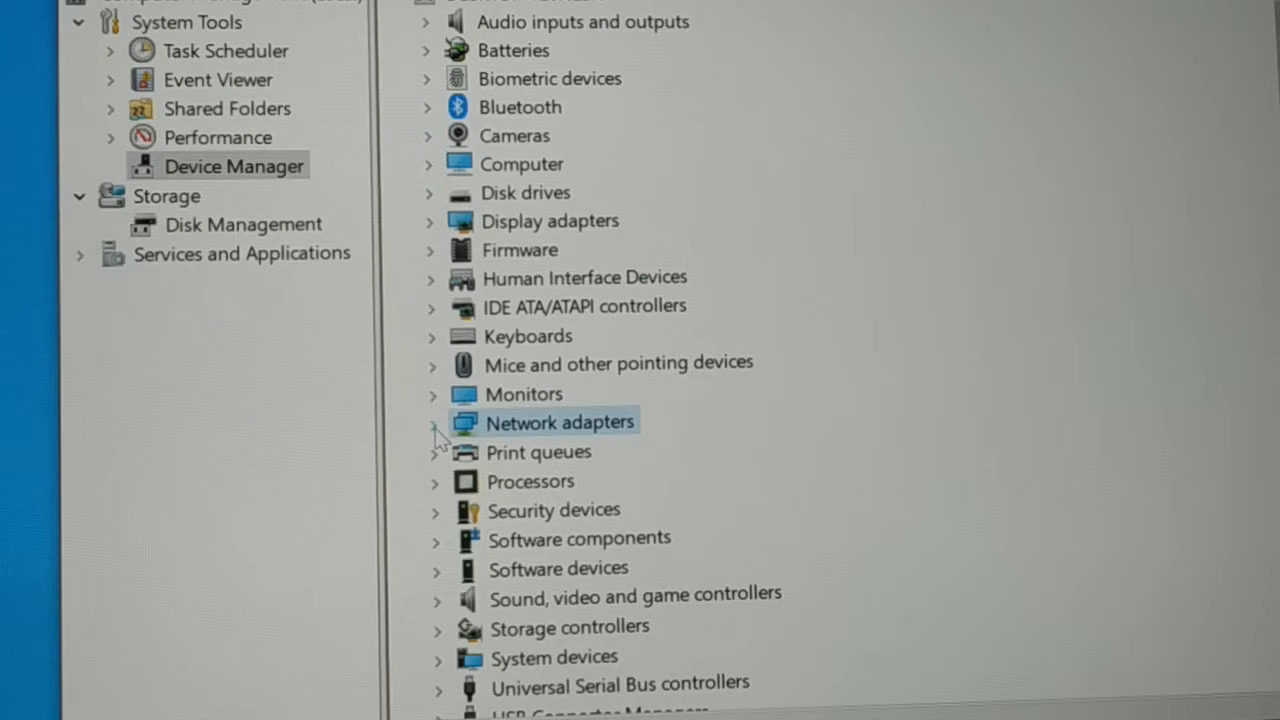 System Tools
Task Scheduler
Event Viewer
Shared Folders
Performance
Device Manager
Storage
Disk Management
Services and Applications
Audio inputs and outputs
Batteries
Biometric devices
Bluetooth
Cameras
Computer
Disk drives
Display adapters
Firmware
Human Interface Devices
IDE ATA/ATAPI controllers
Keyboards
Mice and other pointing devices
Monitors
Network adapters
Print queues
Processors
Security devices
Software components
Software devices
Sound, video and game controllers
Storage controllers
System devices
Universal Serial Bus controllers